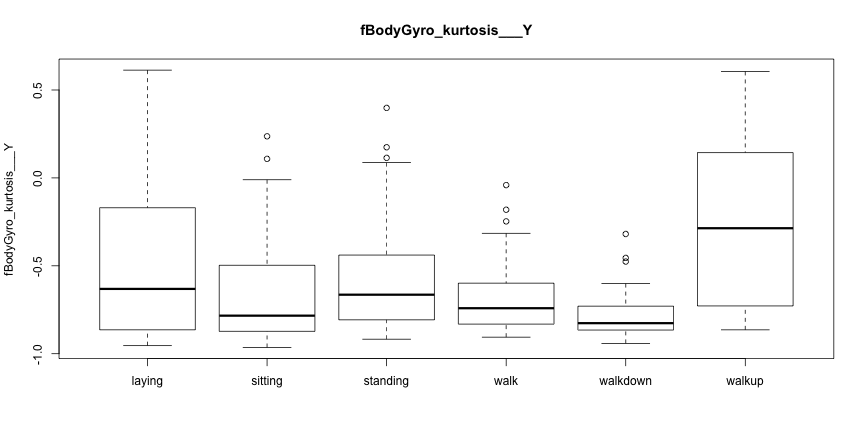 fBodyGyro_kurtosis___Y
fBodyGyro_kurtosis___Y
0.5
0.0
-0.5
-1.0
laying sitting standing walk walkdown walkup